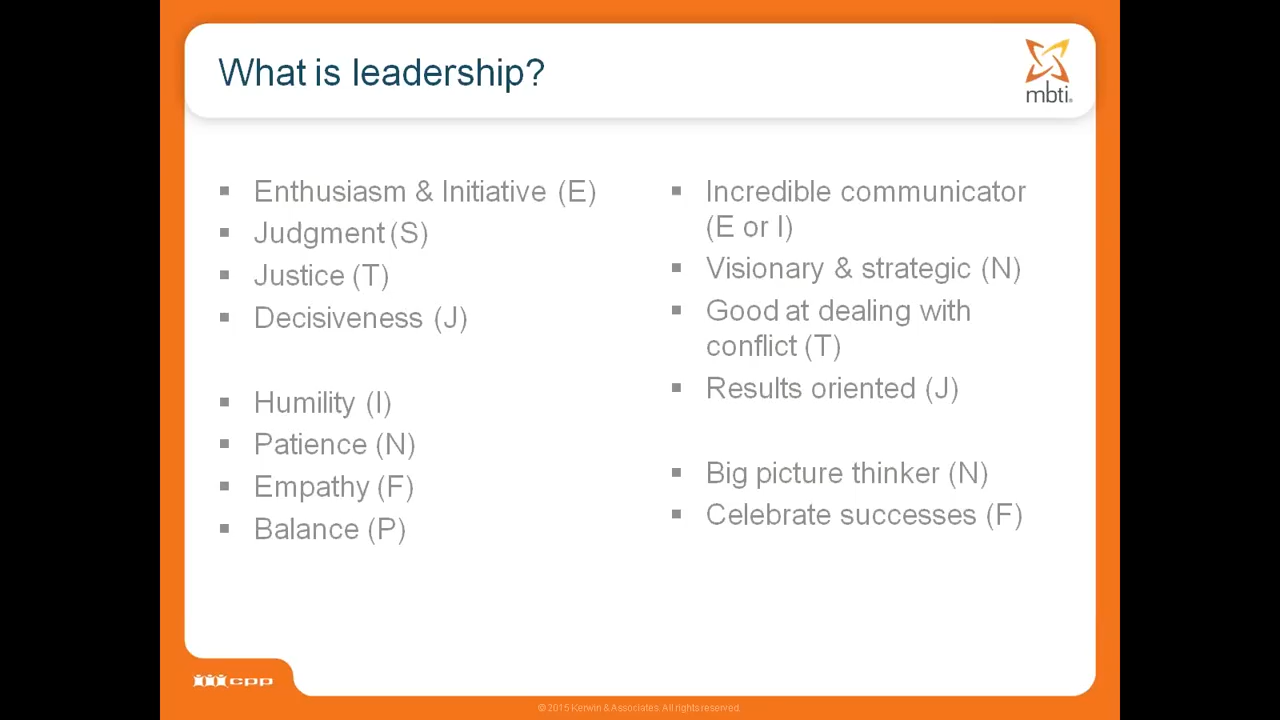 What is leadership?
mbti®
▪ Enthusiasm & Initiative (E)
▪ Judgment (S)
▪ Justice (T)
▪ Decisiveness (J)
▪ Humility (I)
▪ Patience (N)
▪ Empathy (F)
▪ Balance (P)
▪ Incredible communicator
(E or I)
▪ Visionary & strategic (N)
▪ Good at dealing with
conflict (T)
▪ Results oriented (J)
▪ Big picture thinker (N)
▪ Celebrate successes (F)
cpp
© 2015 Kerwin & Associates. All rights reserved.